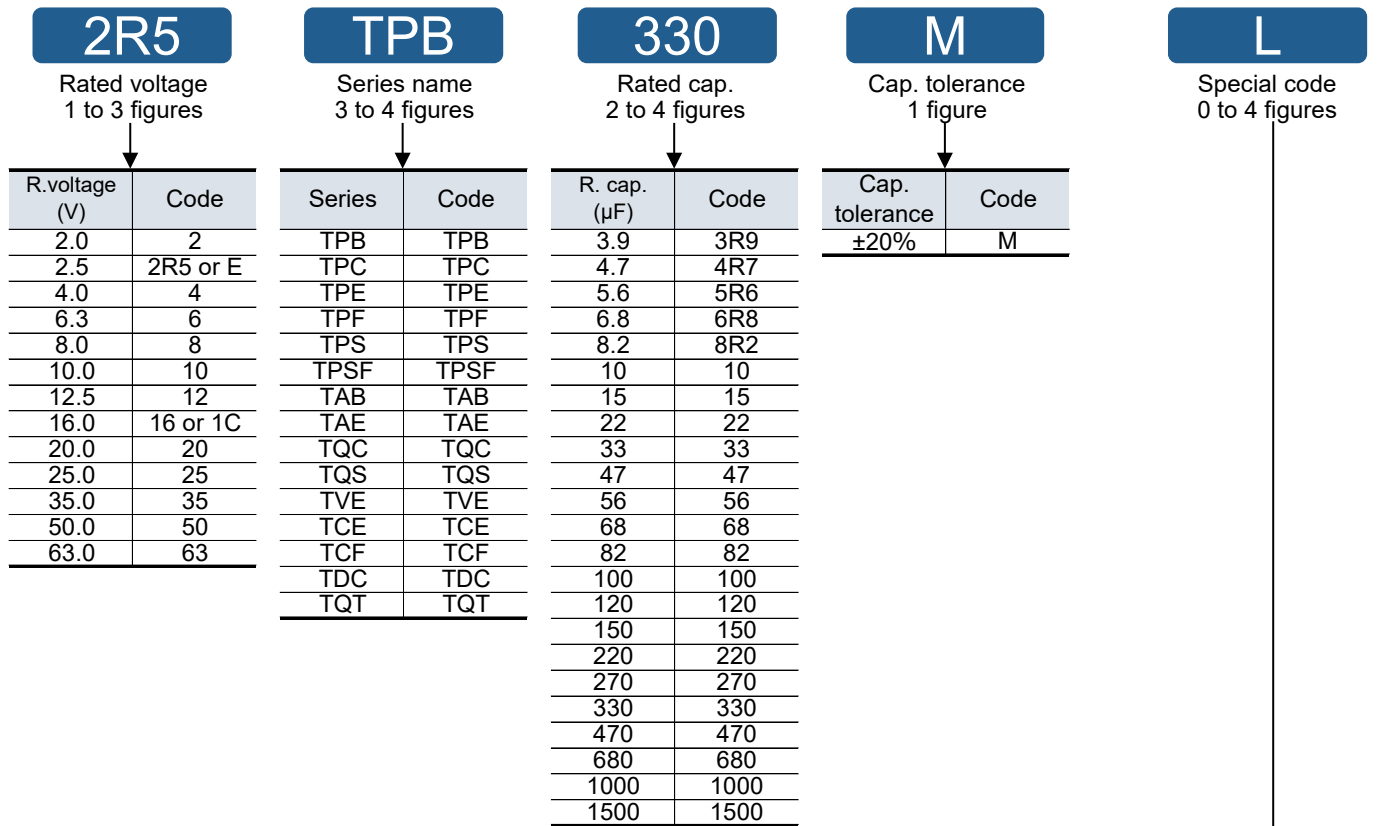 2R5 TPB 330 M L
Rated voltage Series name Rated cap. Cap. tolerance Special code
1 to 3 figures 3 to 4 figures 2 to 4 figures 1 figure 0 to 4 figures
R.voltage
(V) Code
2.0 2
2.5 2R5 or E
4.0 4
6.3 6
8.0 8
10.0 10
12.5 12
16.0 16 or 1C
20.0 20
25.0 25
35.0 35
50.0 50
63.0 63
Series Code
TPB TPB
TPC TPC
TPE TPE
TPF TPF
TPS TPS
TPSF TPSF
TAB TAB
TAE TAE
TQC TQC
TQS TQS
TVE TVE
TCE TCE
TCF TCF
TDC TDC
TQT TQT
R. cap.
(µF) Code
3.9 3R9
4.7 4R7
5.6 5R6
6.8 6R8
8.2 8R2
10 10
15 15
22 22
33 33
47 47
56 56
68 68
82 82
100 100
120 120
150 150
220 220
270 270
330 330
470 470
680 680
1000 1000
1500 1500
Cap.
tolerance Code
±20% M